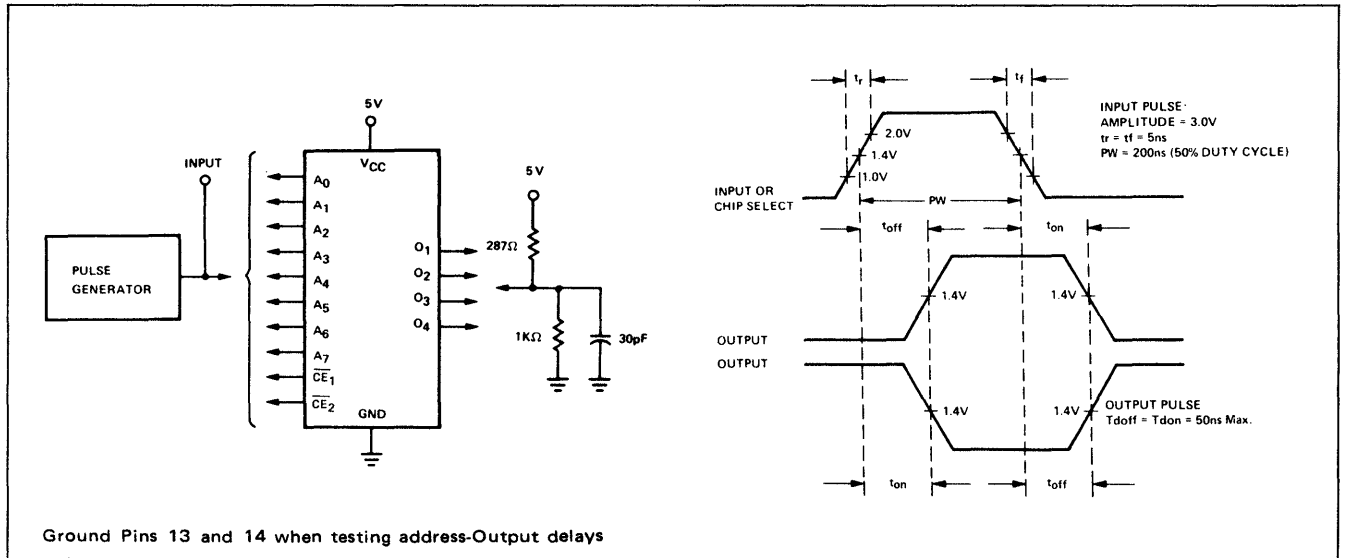 INPUT
PULSE
GENERATOR
5V
VCC
A0
A1
A2
A3
A4
A5
A6
A7
CE1
CE2
GND
O1
O2
O3
O4
5V
287Ω
1KΩ
30pF
tr
tf
2.0V
1.4V
1.0V
INPUT PULSE:
AMPLITUDE = 3.0V
tr = tf = 5ns
PW = 200ns (50% DUTY CYCLE)
INPUT OR
CHIP SELECT
PW
toff
ton
1.4V
1.4V
OUTPUT
OUTPUT
1.4V
1.4V
OUTPUT PULSE
Tdoff = Tdon = 50ns Max.
ton
toff
Ground Pins 13 and 14 when testing address-Output delays